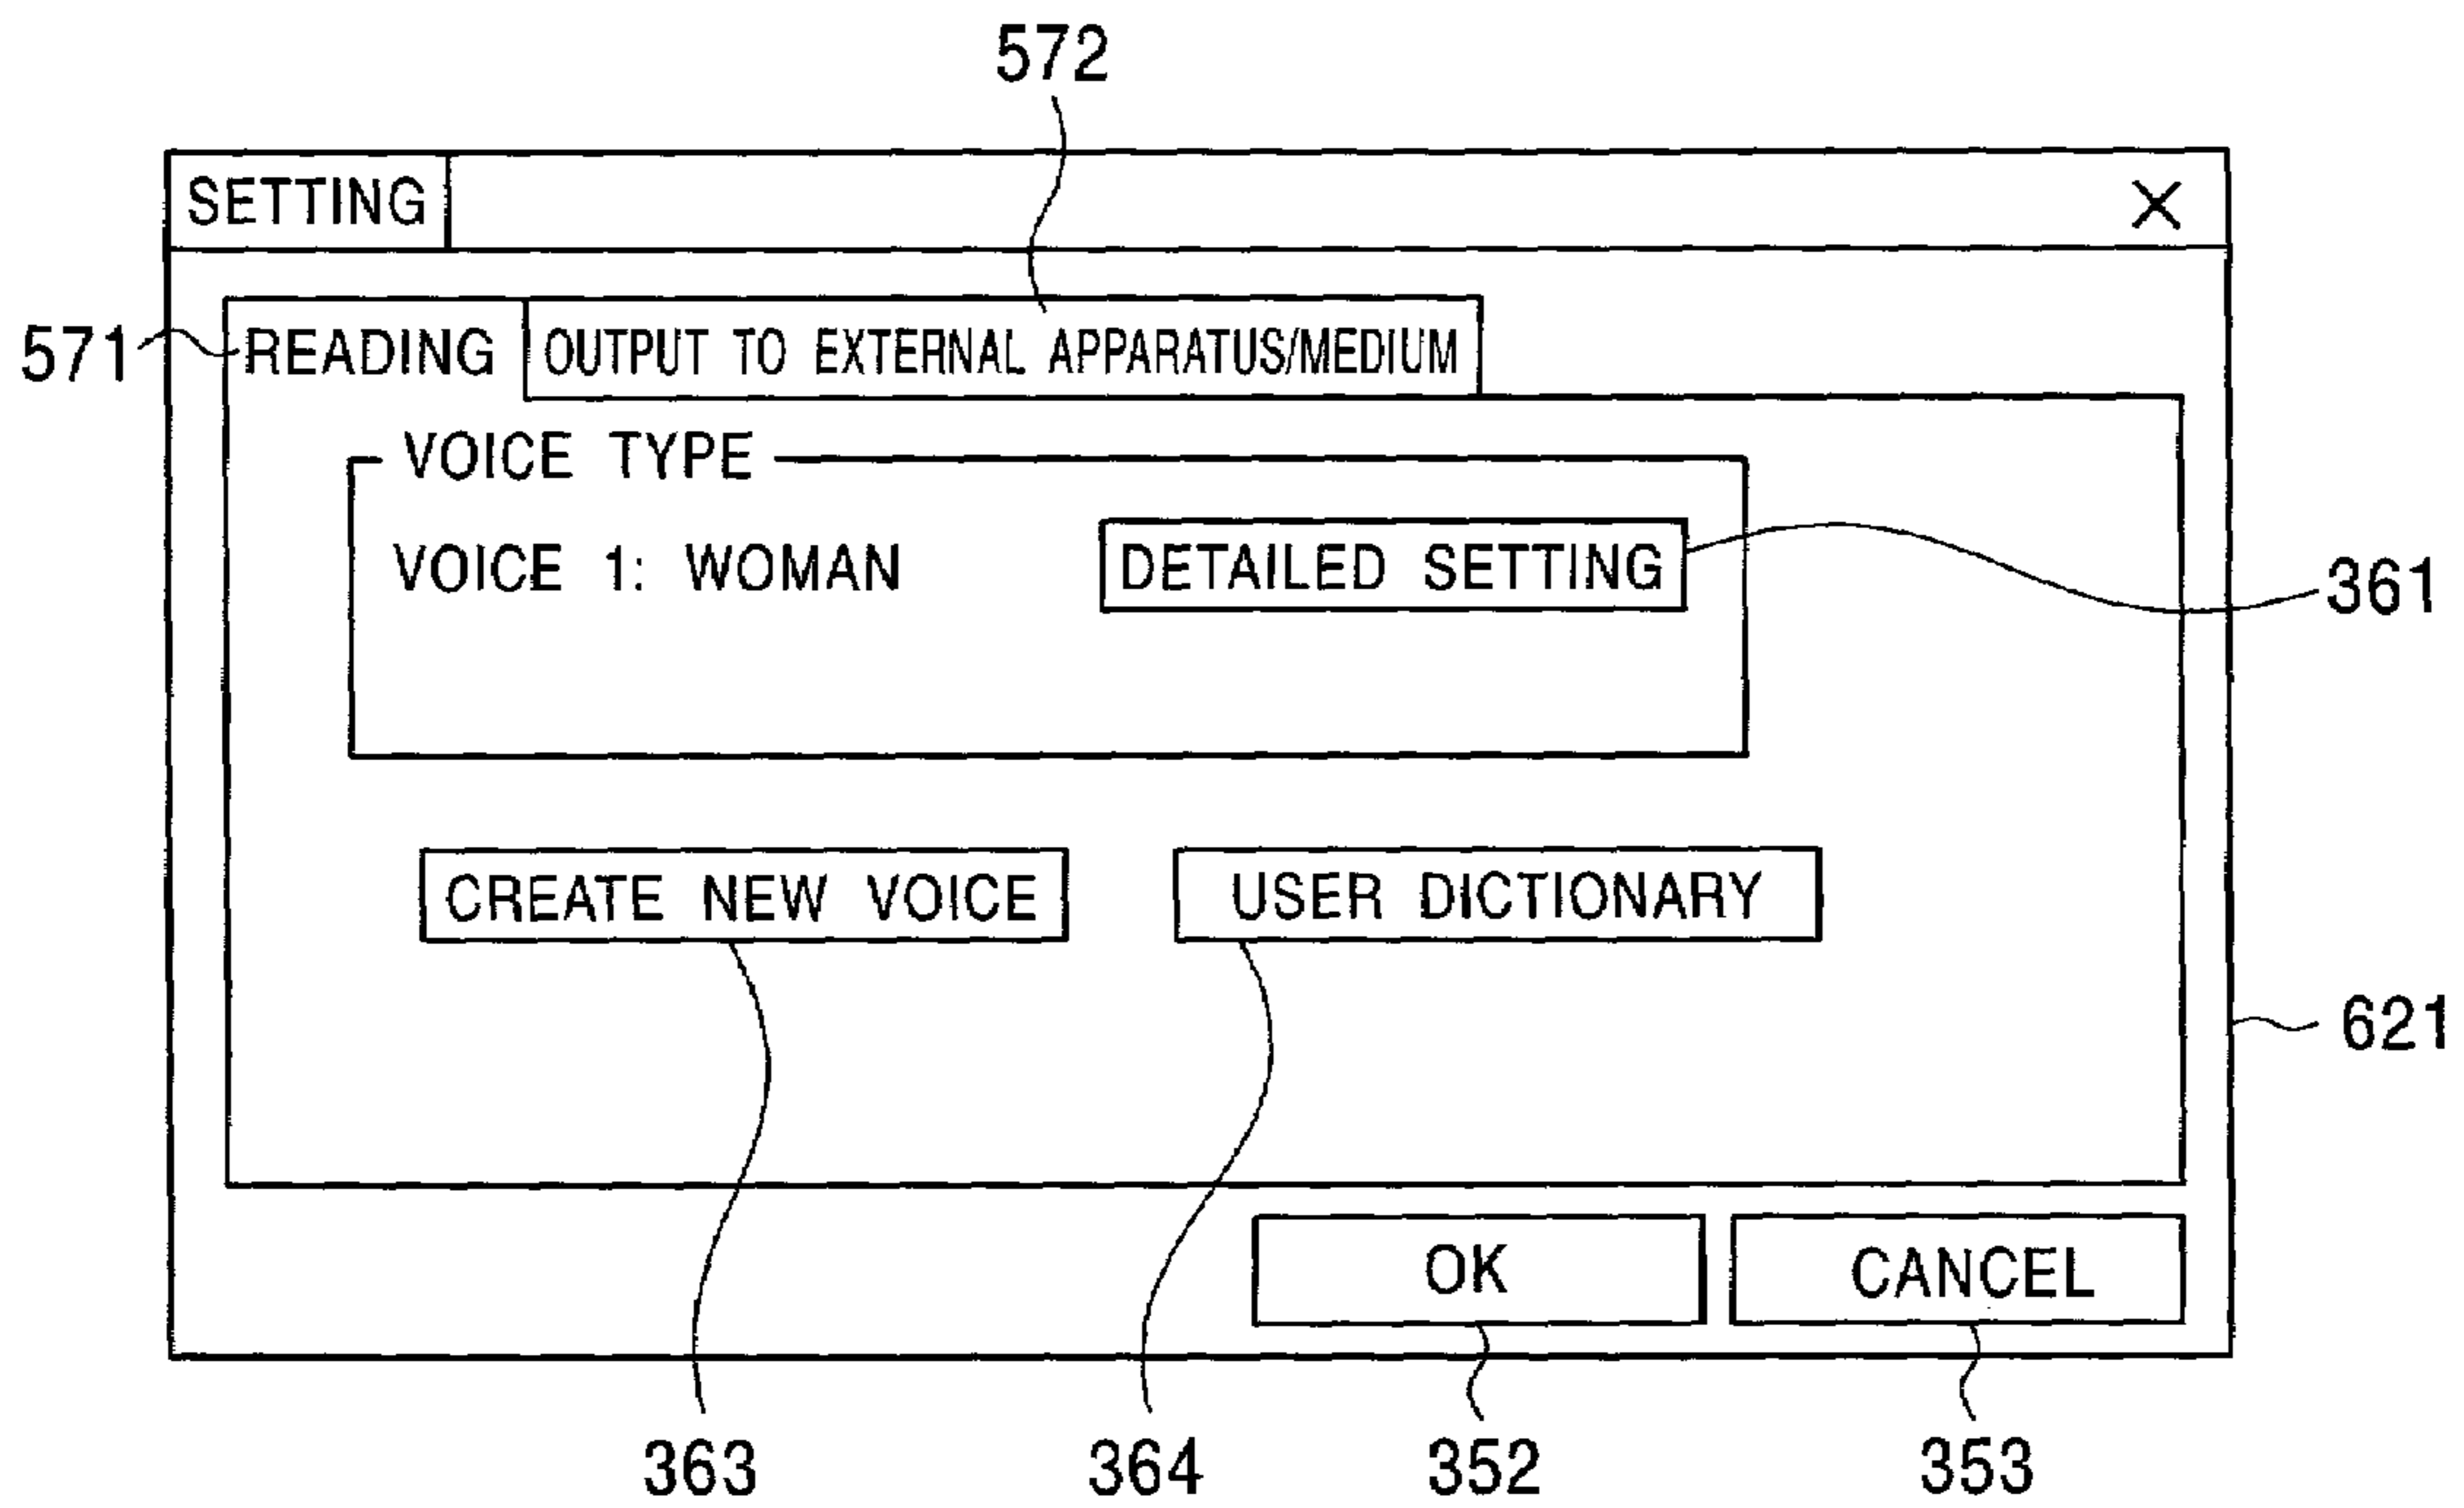 572
SETTING X
571 READING OUTPUT TO EXTERNAL APPARATUS/MEDIUM
VOICE TYPE
VOICE 1: WOMAN DETAILED SETTING
361
CREATE NEW VOICE USER DICTIONARY
621
OK CANCEL
363 364 352 353